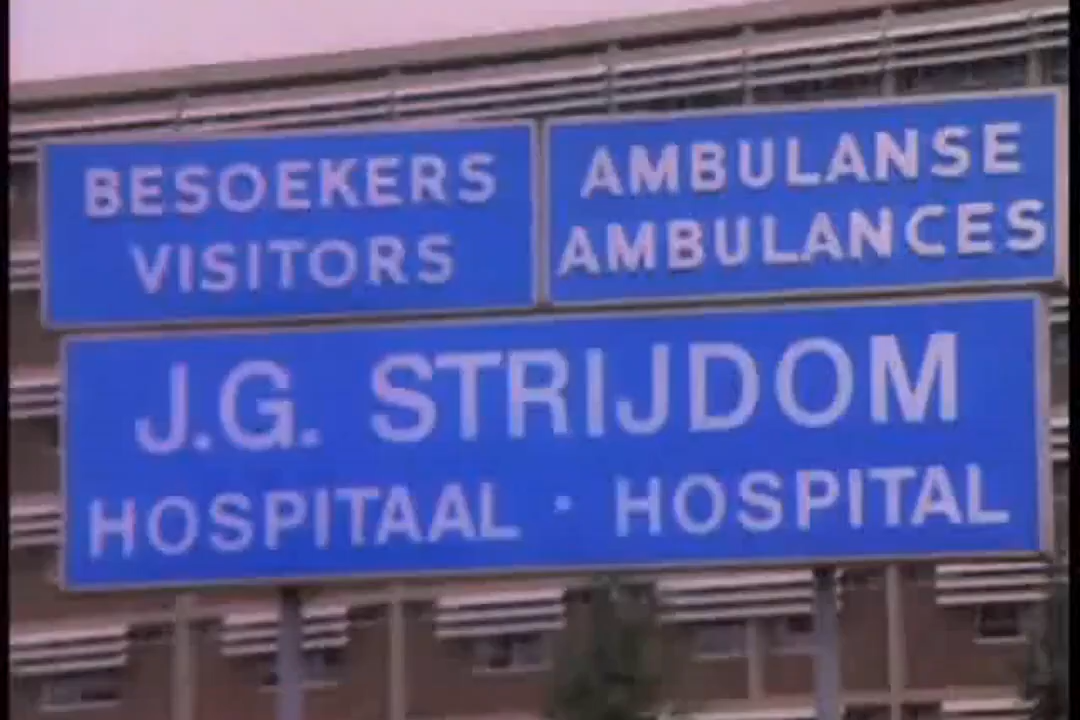 BESOEKERS
VISITORS
AMBULANSE
AMBULANCES
J.G. STRIJDOM
HOSPITAAL · HOSPITAL